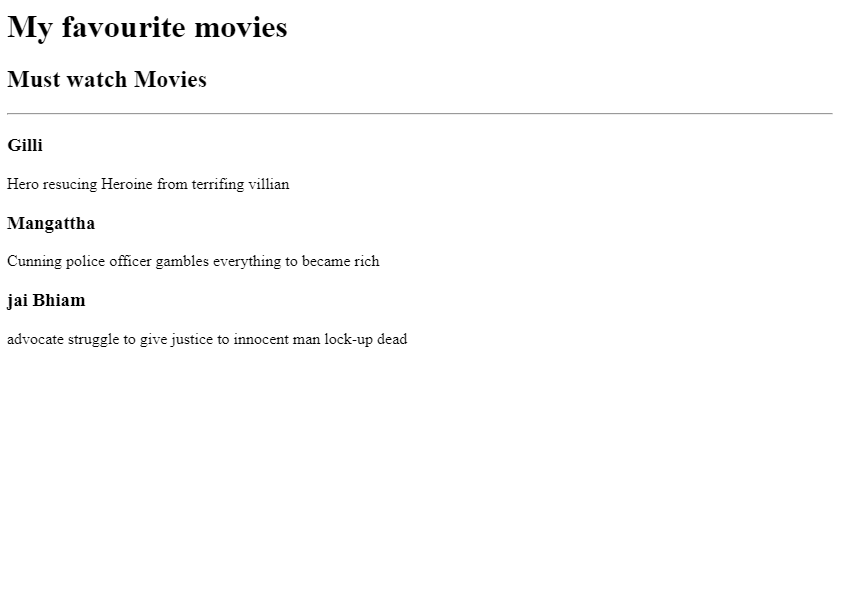 My favourite movies
Must watch Movies
Gilli
Hero resucing Heroine from terrifing villian
Mangattha
Cunning police officer gambles everything to became rich
jai Bhiam
advocate struggle to give justice to innocent man lock-up dead